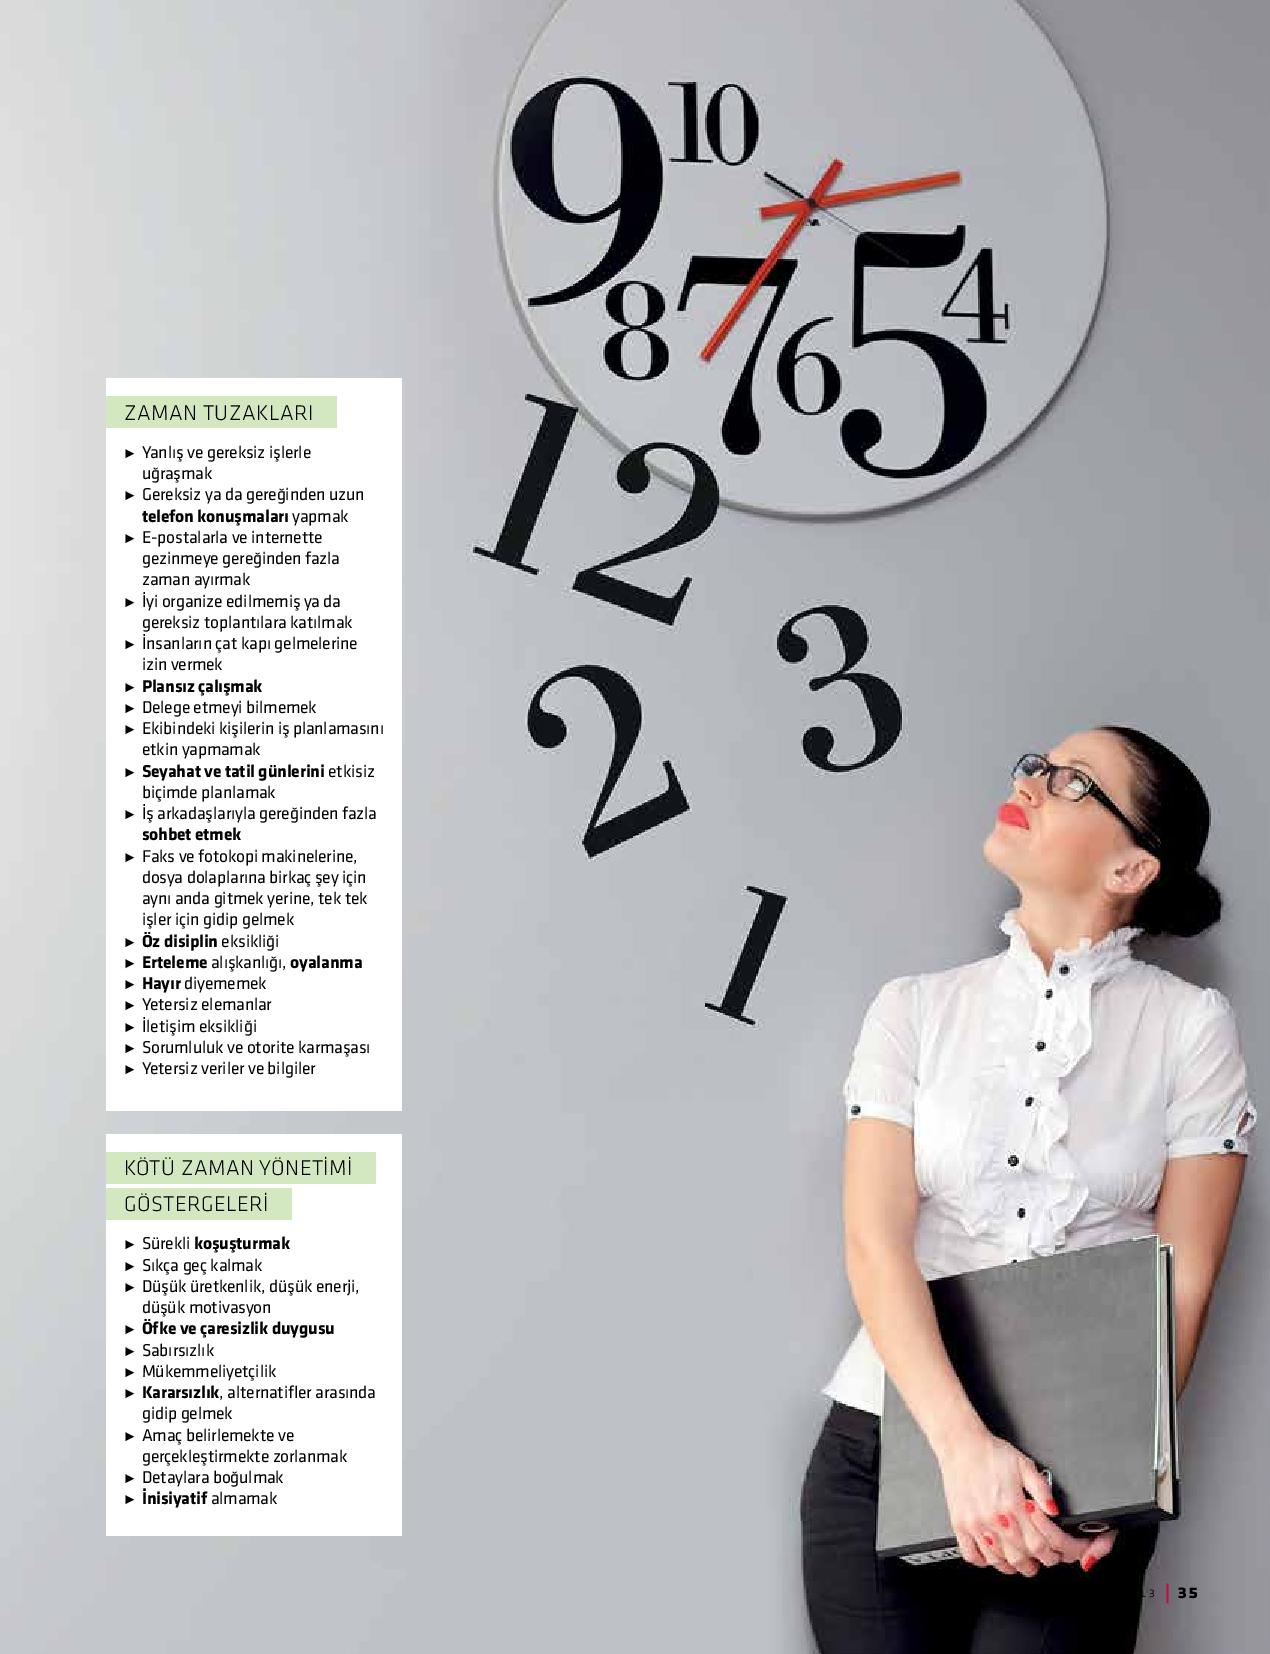 9
10
8
7
6
5
4
12
3
2
1
ZAMAN TUZAKLARI
► Yanlış ve gereksiz işlerle
uğraşmak
► Gereksiz ya da gereğinden uzun
telefon konuşmaları yapmak
► E-postalarla ve internette
gezinmeye gereğinden fazla
zaman ayırmak
► İyi organize edilmemiş ya da
gereksiz toplantılara katılmak
► İnsanların çat kapı gelmelerine
izin vermek
► Plansız çalışmak
► Delege etmeyi bilmemek
► Ekibindeki kişilerin iş planlamasını
etkin yapmamak
► Seyahat ve tatil günlerini etkisiz
biçimde planlamak
► İş arkadaşlarıyla gereğinden fazla
sohbet etmek
► Faks ve fotokopi makinelerine,
dosya dolaplarına birkaç şey için
aynı anda gitmek yerine, tek tek
işler için gidip gelmek
► Öz disiplin eksikliği
► Erteleme alışkanlığı, oyalanma
► Hayır diyememek
► Yetersiz elemanlar
► İletişim eksikliği
► Sorumluluk ve otorite karmaşası
► Yetersiz veriler ve bilgiler
KÖTÜ ZAMAN YÖNETİMİ
GÖSTERGELERİ
► Sürekli koşuşturmak
► Sıkça geç kalmak
► Düşük üretkenlik, düşük enerji,
düşük motivasyon
► Öfke ve çaresizlik duygusu
► Sabırsızlık
► Mükemmeliyetçilik
► Kararsızlık, alternatifler arasında
gidip gelmek
► Amaç belirlemekte ve
gerçekleştirmekte zorlanmak
► Detaylara boğulmak
► İnisiyatif almamak
35